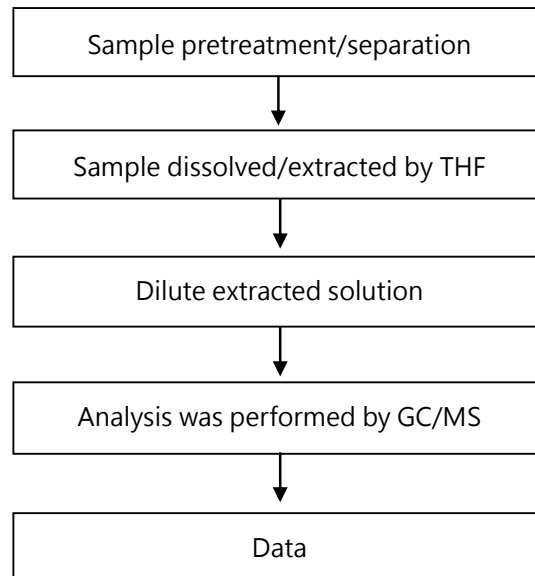 Sample pretreatment/separation
Sample dissolved/extracted by THF
Dilute extracted solution
Analysis was performed by GC/MS
Data